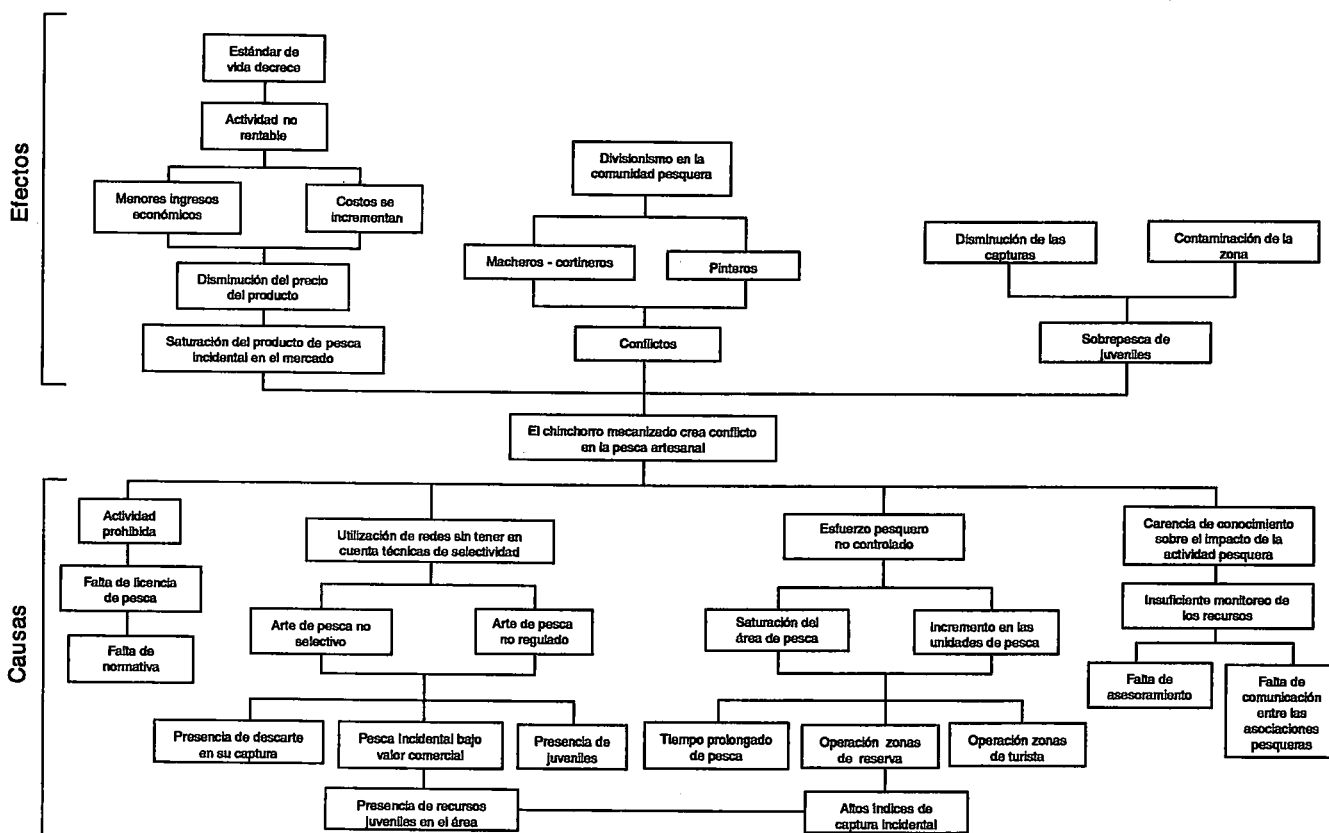 Efectos
Estándar de
vida decrece
Actividad no
rentable
Menores ingresos
económicos
Costos se
incrementan
Disminución del precio
del producto
Saturación del producto de pesca
incidental en el mercado
Divisionismo en la
comunidad pesquera
Macheros - cortineros
Pinteros
Conflictos
Disminución de las
capturas
Contaminación de la
zona
Sobrepesca de
juveniles
El chinchorro mecanizado crea conflicto
en la pesca artesanal
Causas
Actividad
prohibida
Falta de licencia
de pesca
Falta de
normativa
Utilización de redes sin tener en
cuenta técnicas de selectividad
Arte de pesca no
selectivo
Arte de pesca
no regulado
Presencia de descarte
en su captura
Pesca incidental bajo
valor comercial
Presencia de
juveniles
Presencia de recursos
juveniles en el área
Esfuerzo pesquero
no controlado
Saturación del
área de pesca
Incremento en las
unidades de pesca
Tiempo prolongado
de pesca
Operación zonas
de reserva
Operación zonas
de turista
Altos índices de
captura incidental
Carencia de conocimiento
sobre el impacto de la
actividad pesquera
Insuficiente monitoreo de
los recursos
Falta de
asesoramiento
Falta de
comunicación
entre las
asociaciones
pesqueras